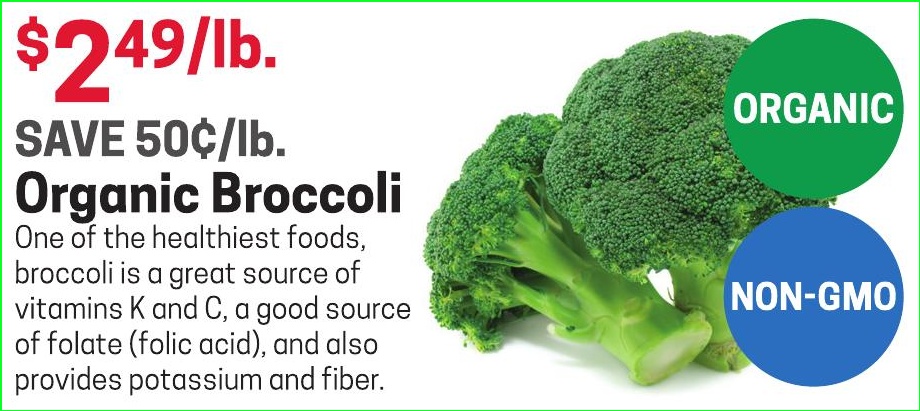 $2 49/lb.
SAVE 50¢/lb.
Organic Broccoli
One of the healthiest foods,
broccoli is a great source of
vitamins K and C, a good source
of folate (folic acid), and also
provides potassium and fiber.
ORGANIC
NON-GMO